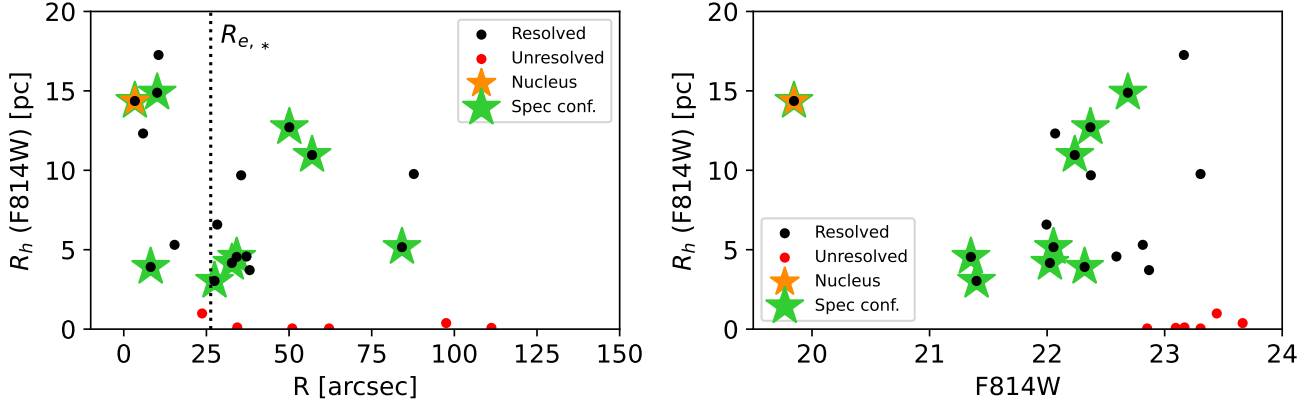 20
15
10
5
0
R_h (F814W) [pc]
R_{e, *}
Resolved
Unresolved
Nucleus
Spec conf.
0 25 50 75 100 125 150
R [arcsec]
20
15
10
5
0
R_h (F814W) [pc]
Resolved
Unresolved
Nucleus
Spec conf.
20 21 22 23 24
F814W